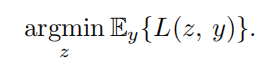 argmin 𝔼_y{L(z, y)}.
z